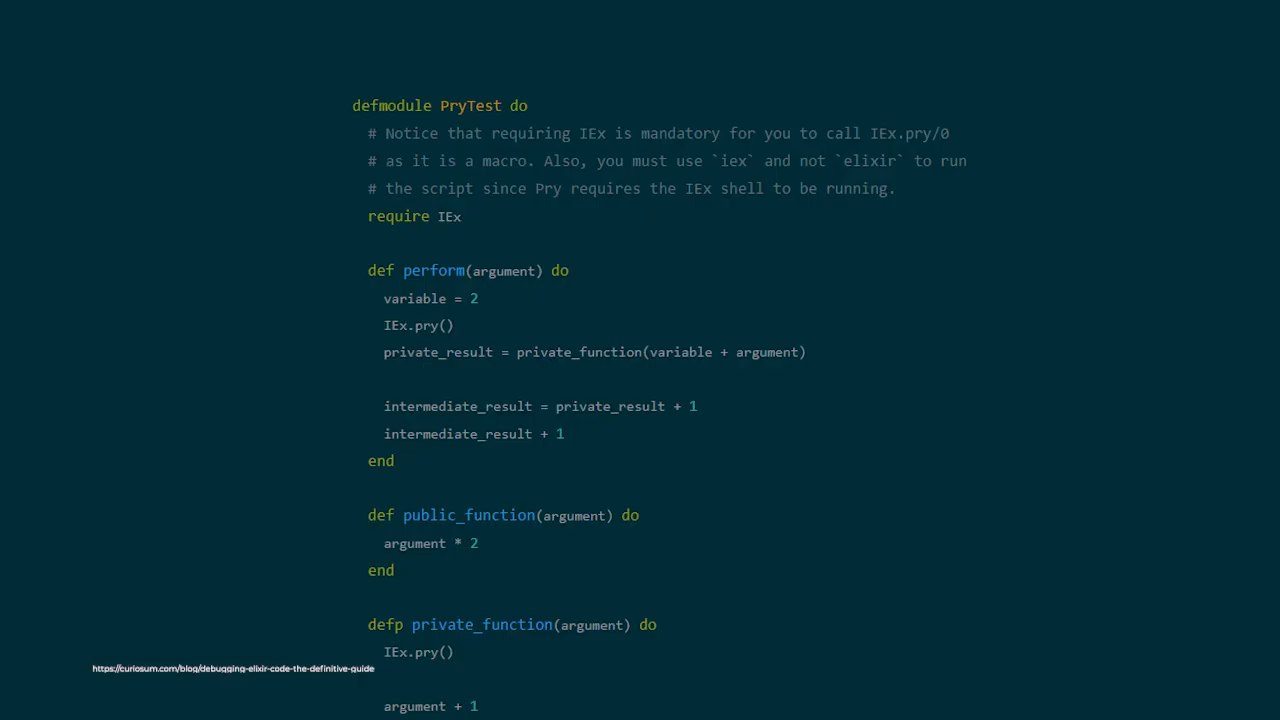 defmodule PryTest do
# Notice that requiring IEx is mandatory for you to call IEx.pry/0
# as it is a macro. Also, you must use `iex` and not `elixir` to run
# the script since Pry requires the IEx shell to be running.
require IEx
def perform(argument) do
variable = 2
IEx.pry()
private_result = private_function(variable + argument)
intermediate_result = private_result + 1
intermediate_result + 1
end
def public_function(argument) do
argument * 2
end
defp private_function(argument) do
IEx.pry()
https://curiosum.com/blog/debugging-elixir-code-the-definitive-guide
argument + 1